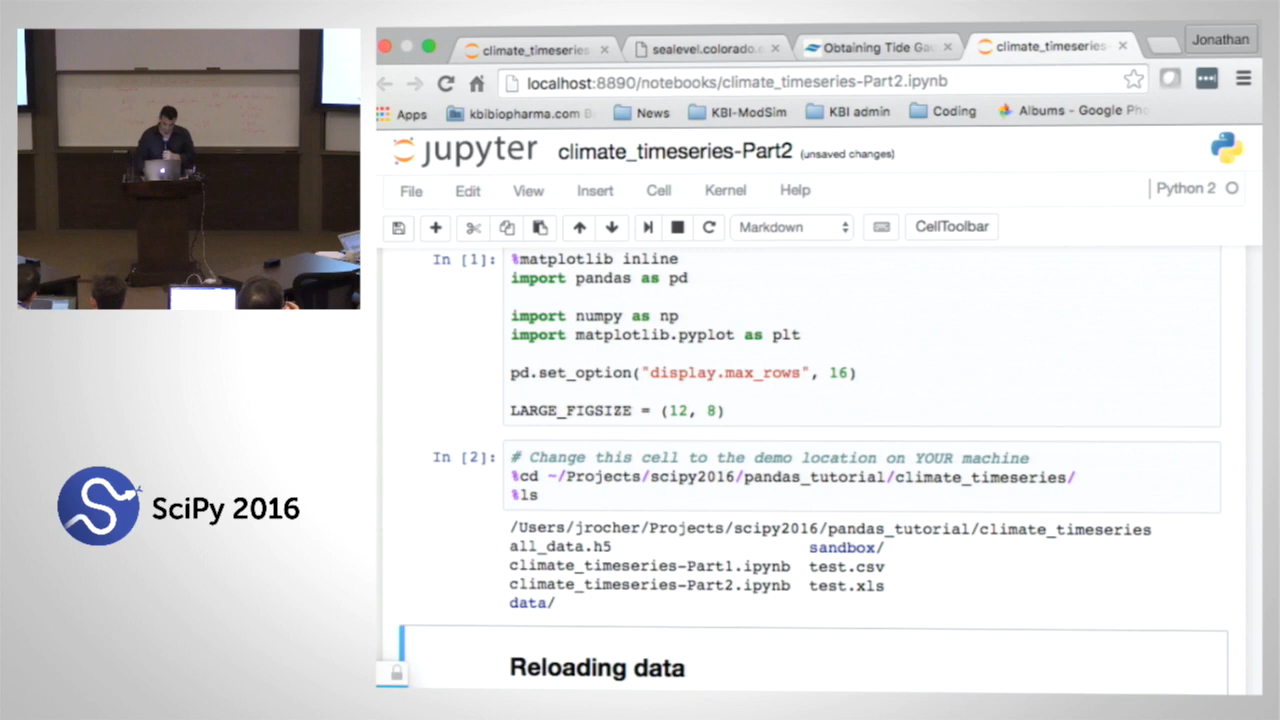 climate_timeseries
sealevel.colorado.e
Obtaining Tide Gau
climate_timeseries
Jonathan
localhost:8890/notebooks/climate_timeseries-Part2.ipynb
Apps
kbibiopharma.com
News
KBI-ModSim
KBI admin
Coding
Albums - Google Pho
jupyter
climate_timeseries-Part2 (unsaved changes)
File Edit View Insert Cell Kernel Help
Python 2
Markdown
CellToolbar
In [1]:
%matplotlib inline
import pandas as pd
import numpy as np
import matplotlib.pyplot as plt
pd.set_option("display.max_rows", 16)
LARGE_FIGSIZE = (12, 8)
In [2]:
# Change this cell to the demo location on YOUR machine
%cd ~/Projects/scipy2016/pandas_tutorial/climate_timeseries/
%ls
/Users/jrocher/Projects/scipy2016/pandas_tutorial/climate_timeseries
all_data.h5 sandbox/
climate_timeseries-Part1.ipynb test.csv
climate_timeseries-Part2.ipynb test.xls
data/
Reloading data
SciPy 2016